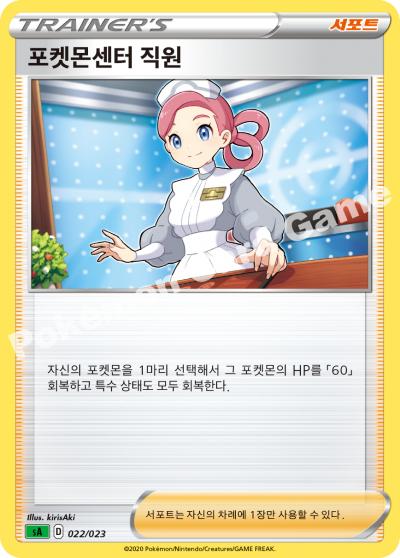 TRAINER'S 서포트
포켓몬센터 직원
Pokémon Card Game
자신의 포켓몬을 1마리 선택해서 그 포켓몬의 HP를 「60」
회복하고 특수 상태도 모두 회복한다.
Illus. kirisAki
sA D 022/023
서포트는 자신의 차례에 1장만 사용할 수 있다.
©2020 Pokémon/Nintendo/Creatures/GAME FREAK.